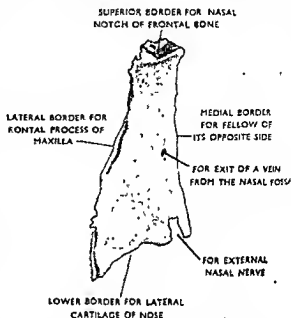 SUPERIOR BORDER FOR NASAL
NOTCH OF FRONTAL BONE
LATERAL BORDER FOR
FONTAL PROCESS OF
MAXILLA
MEDIAL BORDER
FOR FELLOW OF
ITS OPPOSITE SIDE
FOR EXIT OF A VEIN
FROM THE NASAL FOSS
FOR EXTERNAL
NASAL NERVE
LOWER BORDER FOR LATERAL
CARTILAGE OF NOSE